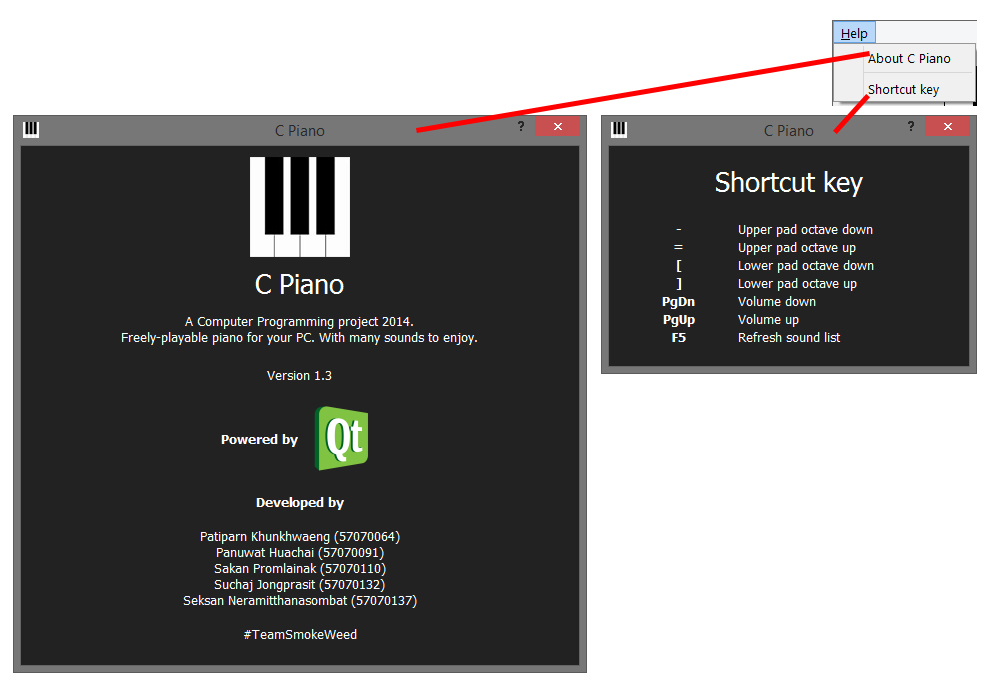 Help
About C Piano
Shortcut key
C Piano ?
C Piano
A Computer Programming project 2014.
Freely-playable piano for your PC. With many sounds to enjoy.
Version 1.3
Powered by Qt
Developed by
Patiparn Khunkhwaeng (57070064)
Panuwat Huachai (57070091)
Sakan Promlainak (57070110)
Suchaj Jongprasit (57070132)
Seksan Neramitthanasombat (57070137)
#TeamSmokeWeed
C Piano ?
Shortcut key
- Upper pad octave down
= Upper pad octave up
[ Lower pad octave down
] Lower pad octave up
PgDn Volume down
PgUp Volume up
F5 Refresh sound list